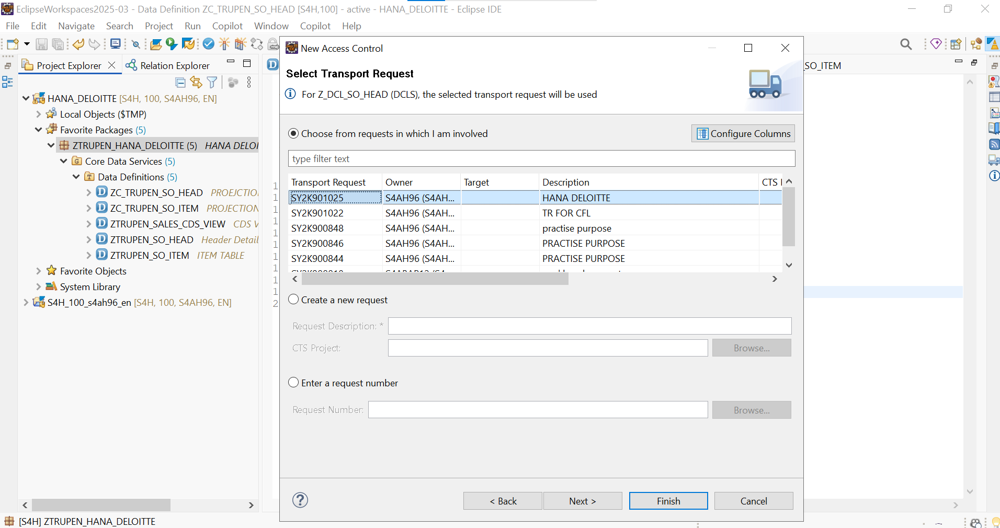 EclipseWorkspaces2025-03 - Data Definition ZC_TRUPEN_SO_HEAD [S4H,100] - active - HANA_DELOITTE - Eclipse IDE
File Edit Navigate Search Project Run Copilot Window Copilot Help
New Access Control
Project Explorer
Relation Explorer
_SO_ITEM
Select Transport Request
For Z_DCL_SO_HEAD (DCLS), the selected transport request will be used
HANA_DELOITTE [S4H, 100, S4AH96, EN]
Local Objects ($TMP)
Favorite Packages (5)
ZTRUPEN_HANA_DELOITTE (5) HANA DELOI
Core Data Services (5)
Data Definitions (5)
ZC_TRUPEN_SO_HEAD PROEJCTIO
ZC_TRUPEN_SO_ITEM PROJECTION
ZTRUPEN_SALES_CDS_VIEW CDS V
ZTRUPEN_SO_HEAD Header Detail
ZTRUPEN_SO_ITEM ITEM TABLE
Favorite Objects
System Library
S4H_100_s4ah96_en [S4H, 100, S4AH96, EN]
1
1
1
1
1
1
1
1
1
1
2
Choose from requests in which I am involved
Configure Columns
type filter text
Transport Request Owner Target Description CTS
SY2K901025 S4AH96 (S4AH... HANA DELOITTE
SY2K901022 S4AH96 (S4AH... TR FOR CFL
SY2K900848 S4AH96 (S4AH... practise purpose
SY2K900846 S4AH96 (S4AH... PRACTISE PURPOSE
SY2K900844 S4AH96 (S4AH... PRACTISE PURPOSE
Create a new request
Request Description: *
CTS Project:
Browse...
Enter a request number
Request Number:
Browse...
?
< Back
Next >
Finish
Cancel
[S4H] ZTRUPEN_HANA_DELOITTE